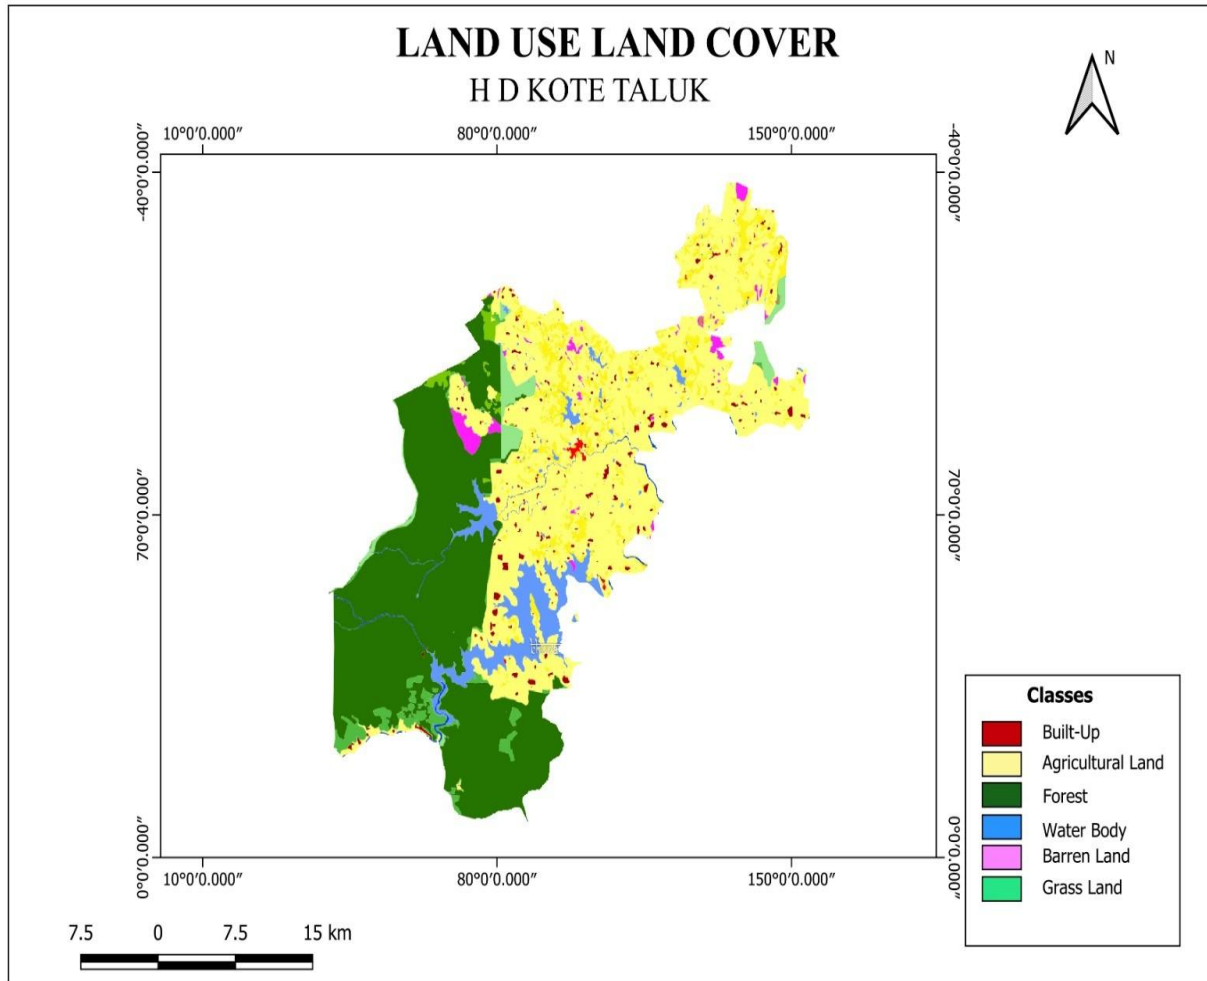 LAND USE LAND COVER
H D KOTE TALUK
N
10°0'0.000" 80°0'0.000" 150°0'0.000"
-40°0'0.000" -40°0'0.000"
70°0'0.000" 70°0'0.000"
0°0'0.000" 0°0'0.000"
10°0'0.000" 80°0'0.000" 150°0'0.000"
Classes
Built-Up
Agricultural Land
Forest
Water Body
Barren Land
Grass Land
7.5 0 7.5 15 km